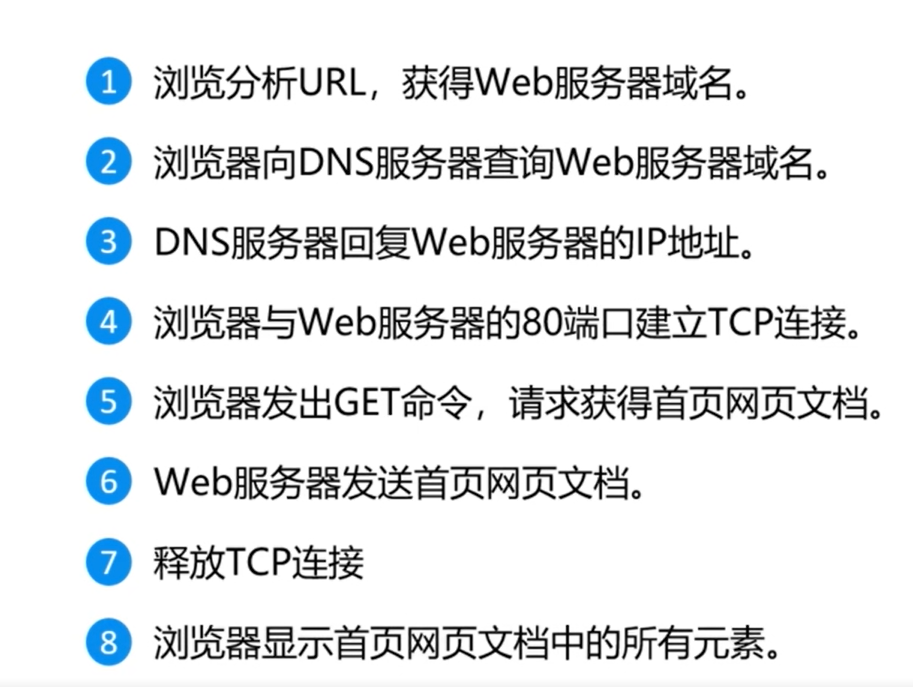 1 浏览分析URL，获得Web服务器域名。
2 浏览器向DNS服务器查询Web服务器域名。
3 DNS服务器回复Web服务器的IP地址。
4 浏览器与Web服务器的80端口建立TCP连接。
5 浏览器发出GET命令，请求获得首页网页文档。
6 Web服务器发送首页网页文档。
7 释放TCP连接
8 浏览器显示首页网页文档中的所有元素。